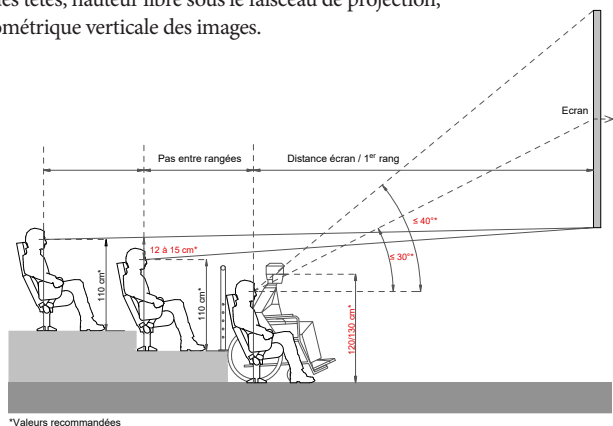 les têtes, hauteur libre sous le faisceau de projection,
ométrique verticale des images.
Ecran
Pas entre rangées
Distance écran / 1er rang
≤ 40°*
12 à 15 cm*
≤ 30°*
110 cm*
110 cm*
120/130 cm*
*Valeurs recommandées